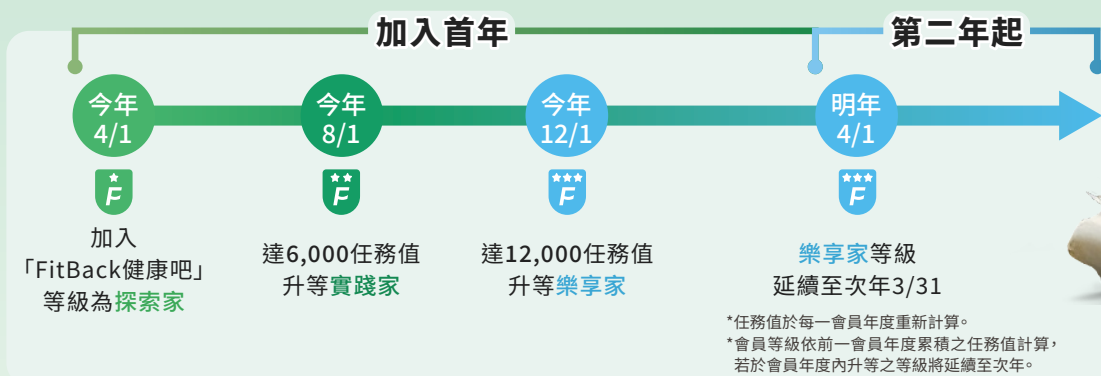 加入首年
第二年起
今年
4/1
今年
8/1
今年
12/1
明年
4/1
F
F
F
F
加入
「FitBack健康吧」
等級為探索家
達6,000任務值
升等實踐家
達12,000任務值
升等樂享家
樂享家等級
延續至次年3/31
*任務值於每一會員年度重新計算。
*會員等級依前一會員年度累積之任務值計算，
若於會員年度內升等之等級將延續至次年。